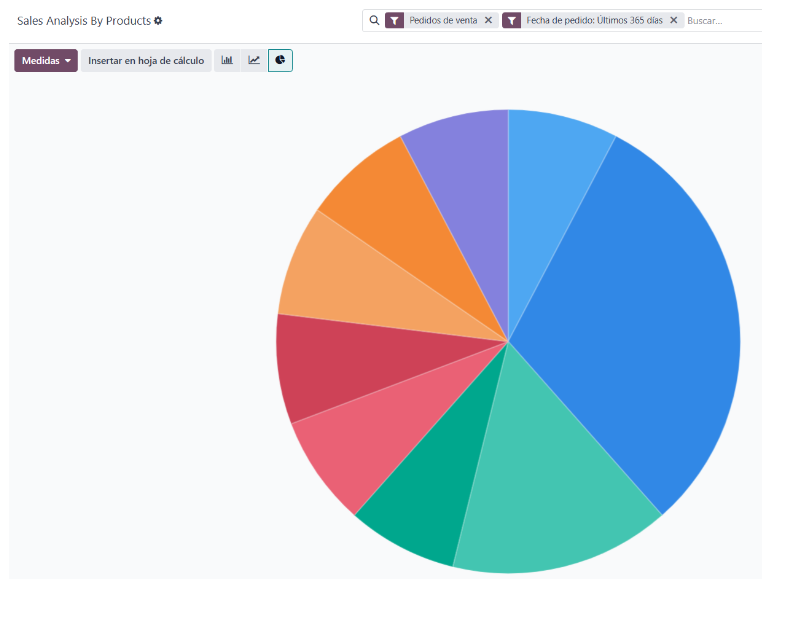 Sales Analysis By Products
Pedidos de venta
Fecha de pedido: Últimos 365 días
Buscar...
Medidas
Insertar en hoja de cálculo